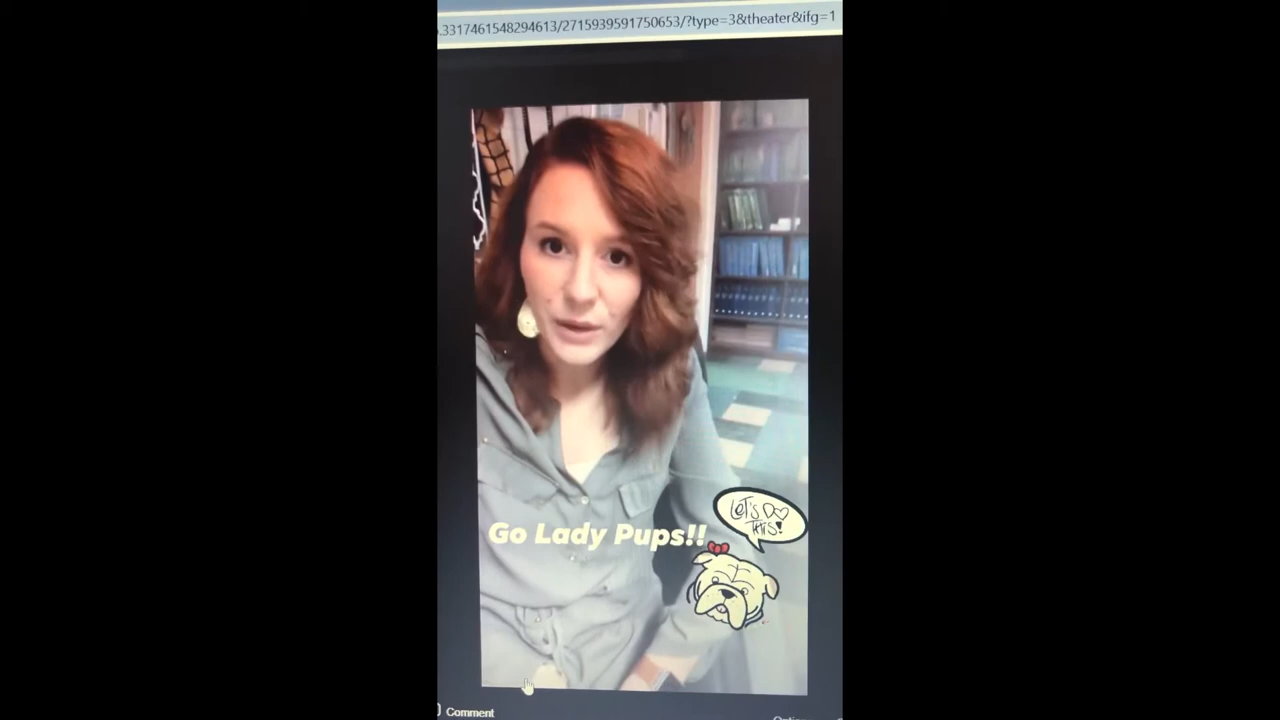 .3317461548294613/2715939591750653/?type=3&theater&ifg=1
LET'S DO
THIS!
Go Lady Pups!!
Comment